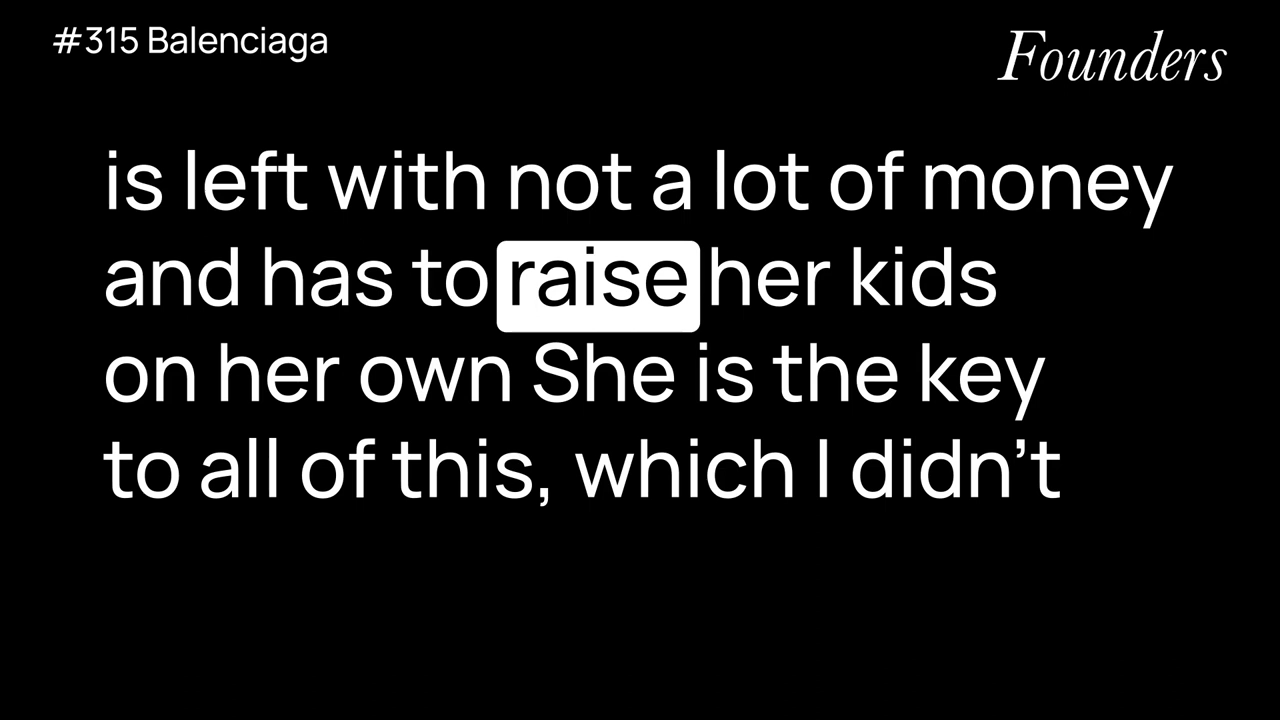 #315 Balenciaga
Founders
is left with not a lot of money
and has to raise her kids
on her own She is the key
to all of this, which I didn’t